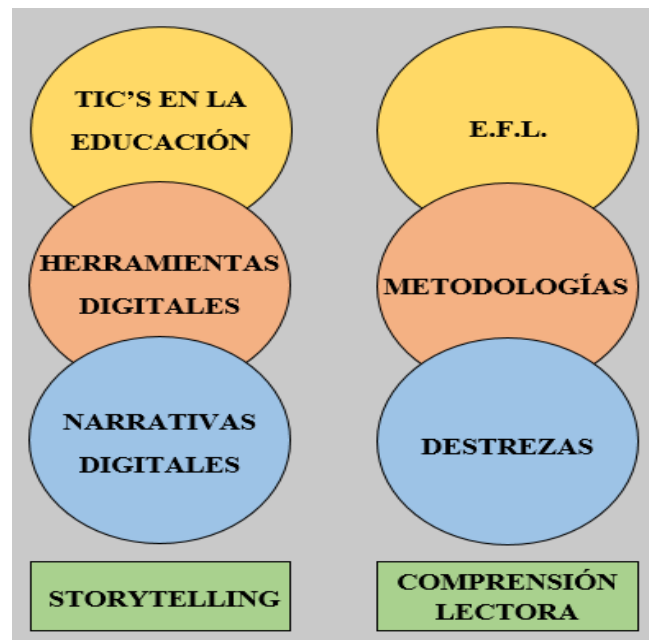 TIC'S EN LA
EDUCACIÓN
HERRAMIENTAS
DIGITALES
NARRATIVAS
DIGITALES
STORYTELLING
E.F.L.
METODOLOGÍAS
DESTREZAS
COMPRENSIÓN
LECTORA